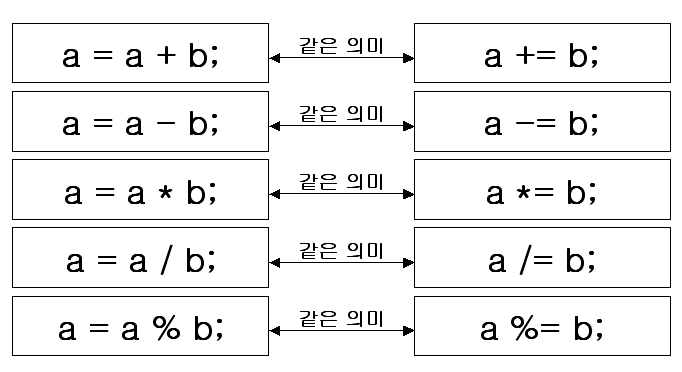 a = a + b; 같은 의미 a += b;
a = a - b; 같은 의미 a -= b;
a = a * b; 같은 의미 a *= b;
a = a / b; 같은 의미 a /= b;
a = a % b; 같은 의미 a %= b;